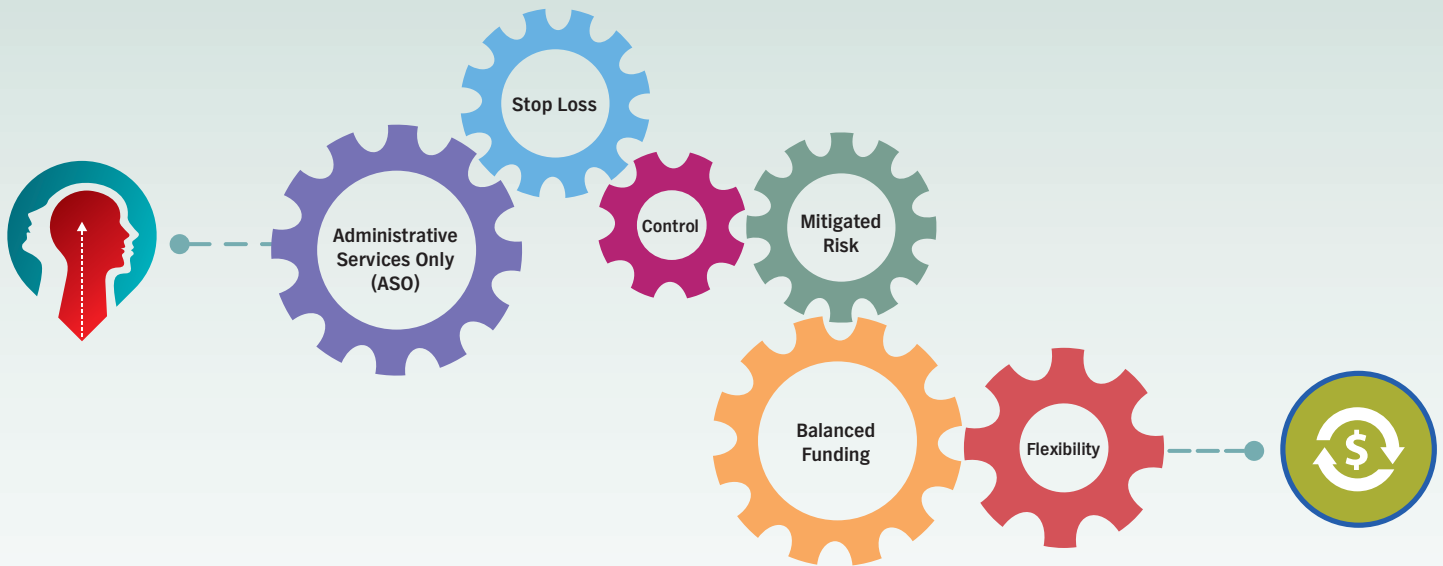 Stop Loss
Administrative
Services Only
(ASO)
Control
Mitigated
Risk
Balanced
Funding
Flexibility
$